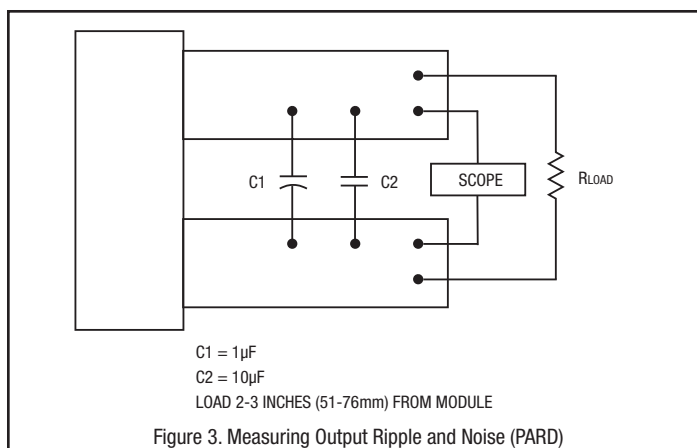 C1
C2
SCOPE
RLOAD
C1 = 1µF
C2 = 10µF
LOAD 2-3 INCHES (51-76mm) FROM MODULE
Figure 3. Measuring Output Ripple and Noise (PARD)